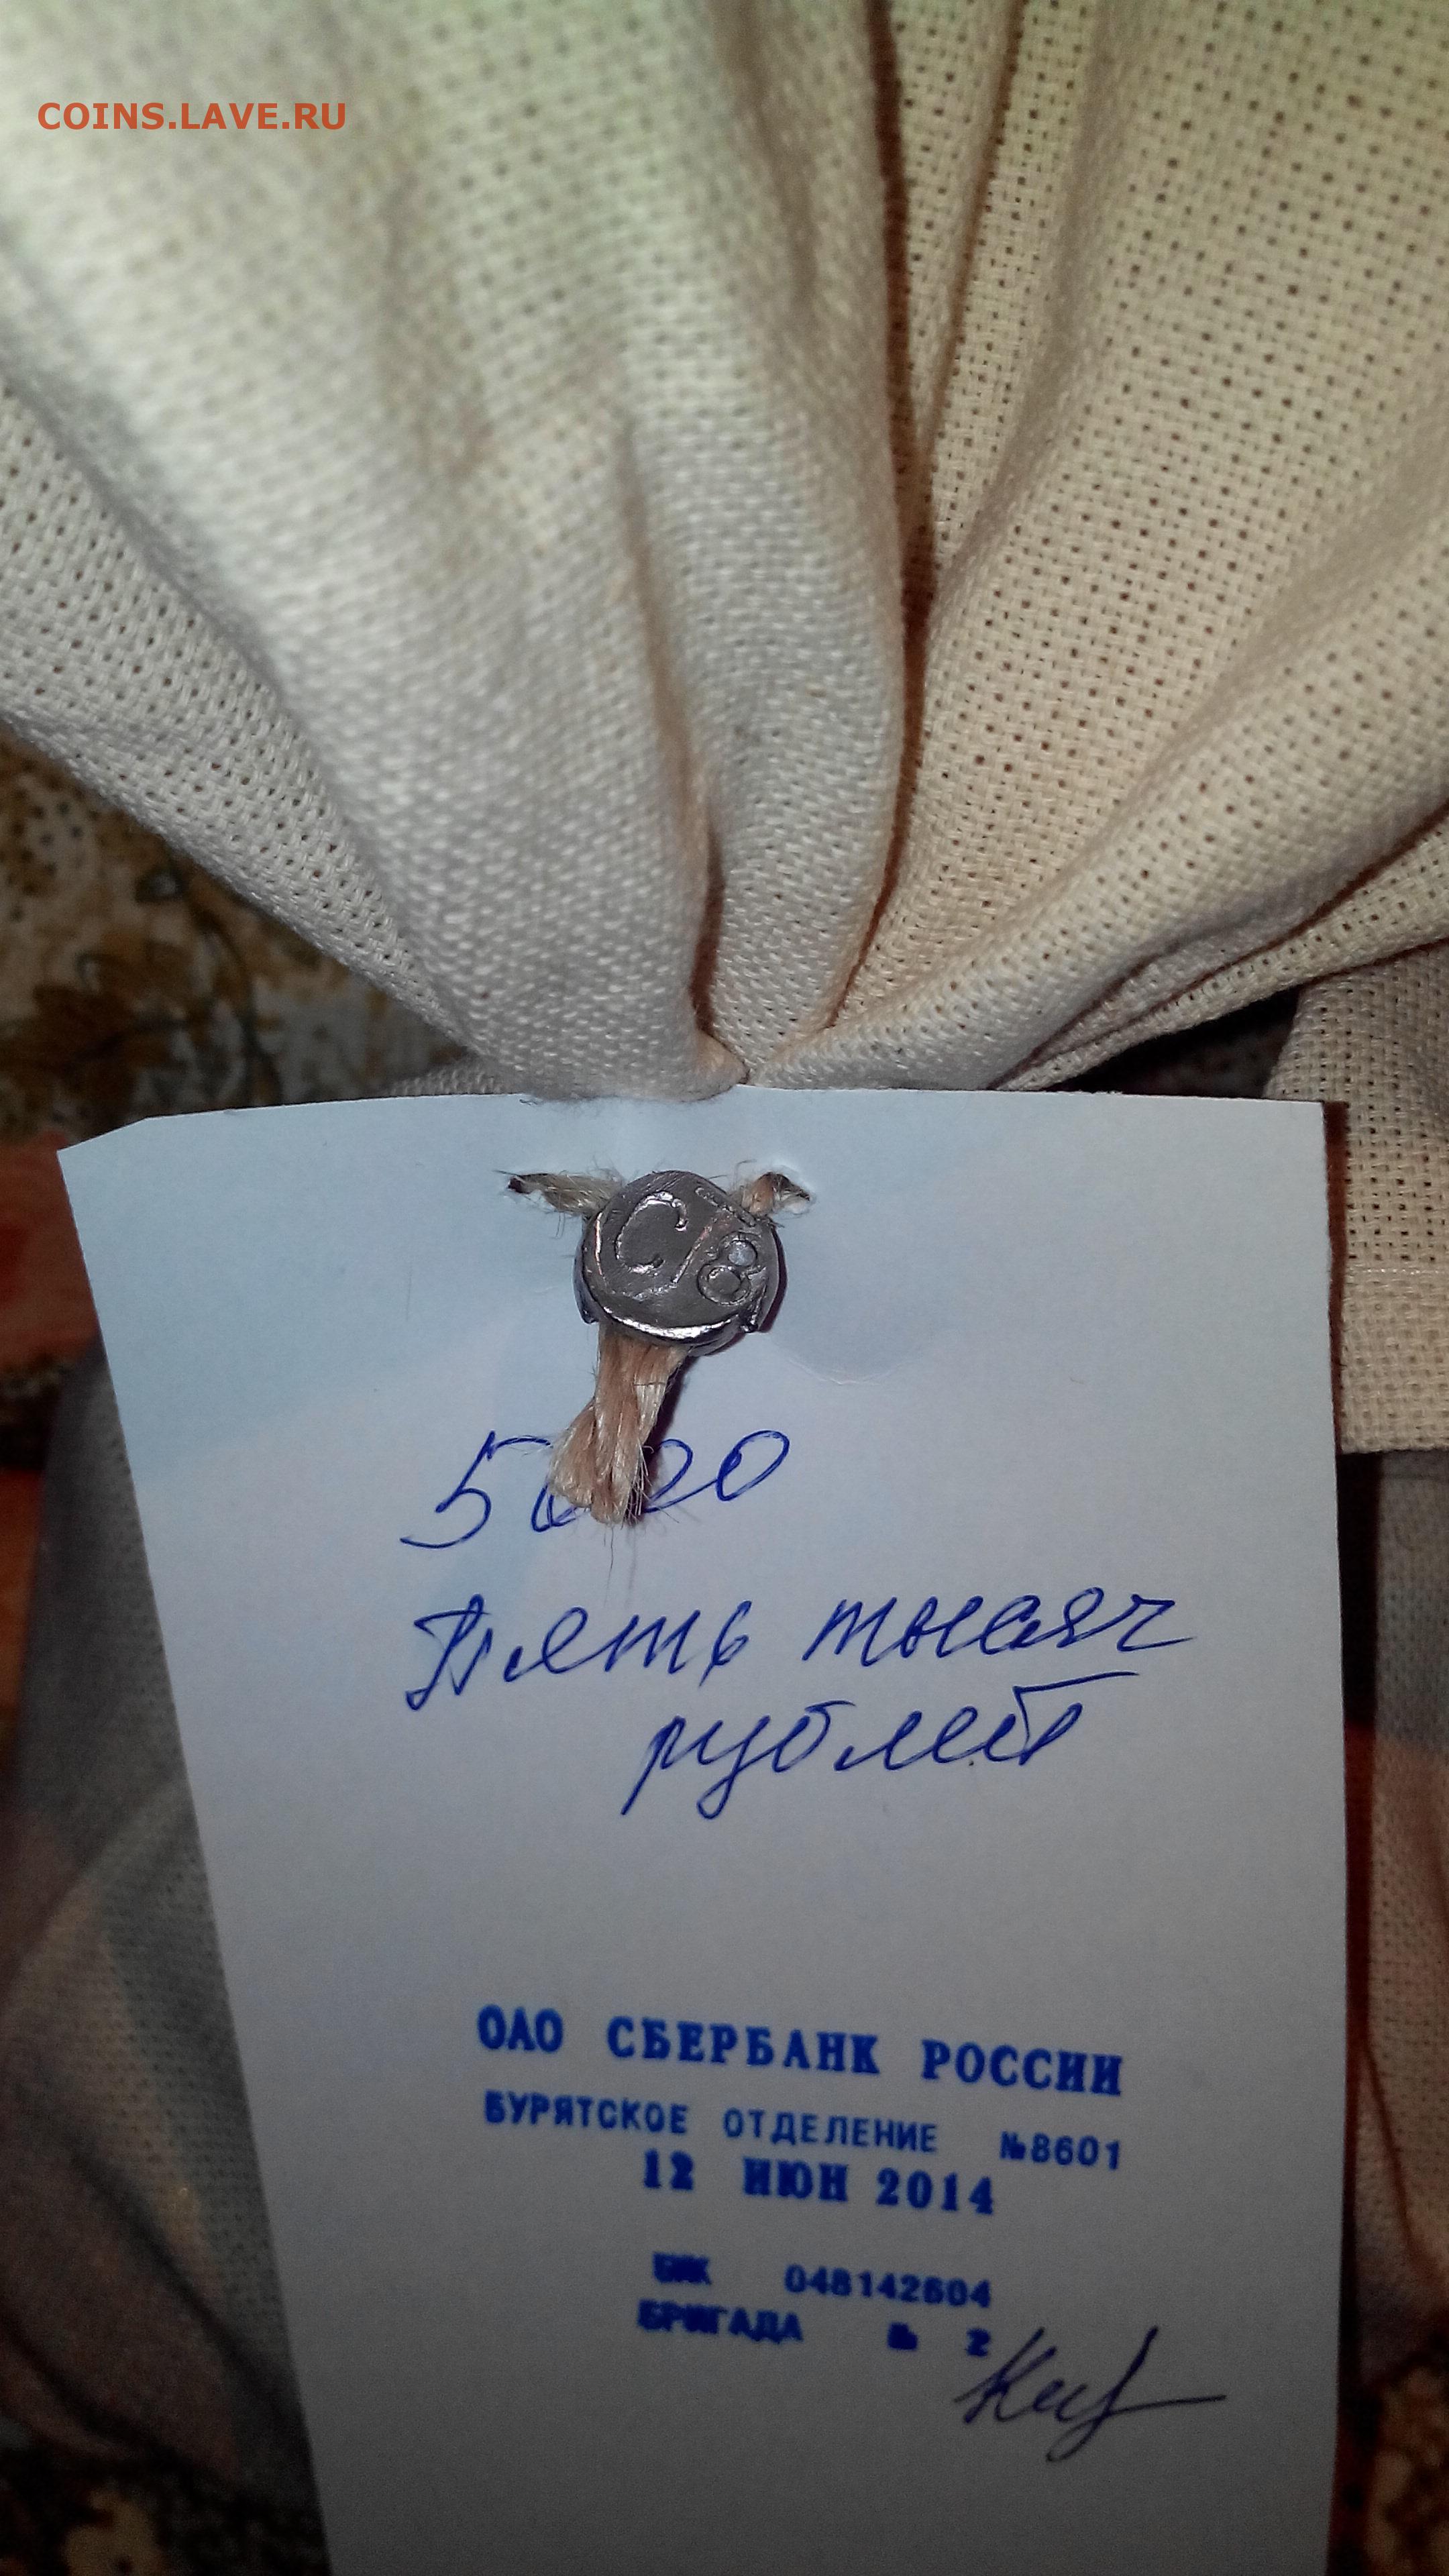 COINS.LAVE.RU
С 8
5000
Пять тысяч
рублей
ОАО СБЕРБАНК РОССИИ
БУРЯТСКОЕ ОТДЕЛЕНИЕ №8601
12 ИЮН 2014
БИК 048142604
БРИГАДА № 2